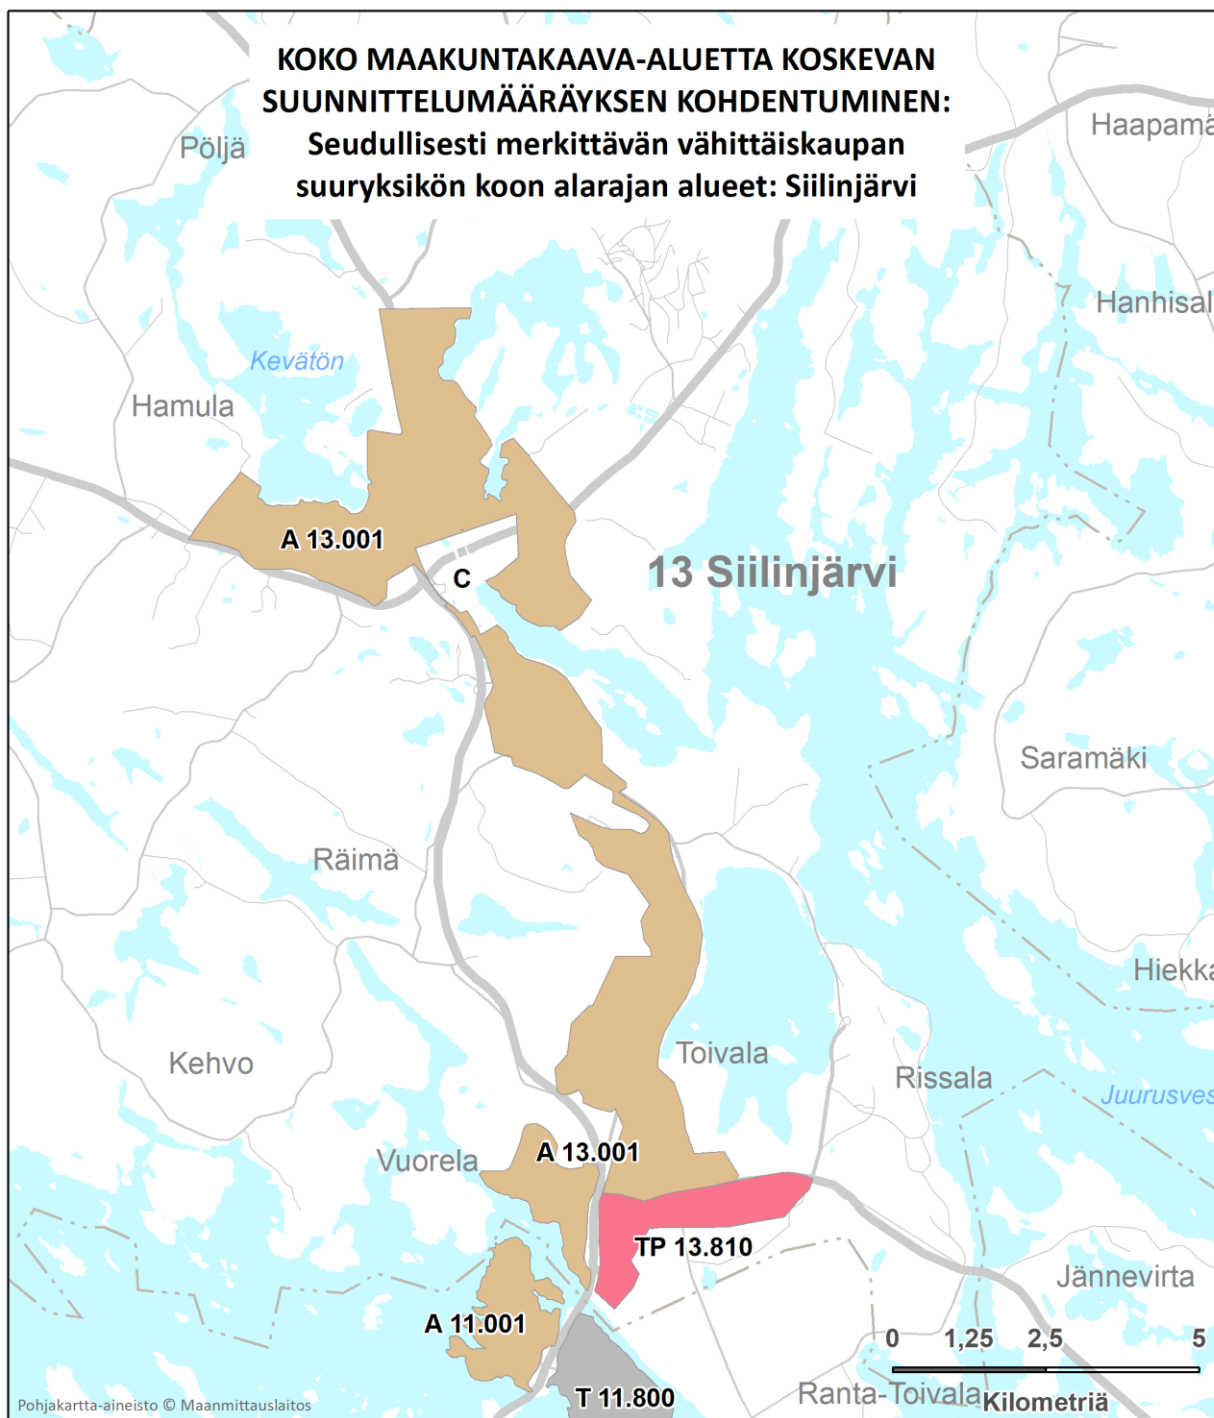 KOKO MAAKUNTAKAAVA-ALUETTA KOSKEVAN
SUUNNITTELUMÄÄRÄYKSEN KOHDENTUMINEN:
Seudullisesti merkittävän vähittäiskaupan
suuryksikön koon alarajan alueet: Siilinjärvi
Haapamä
Pöljä
Hanhisal
Kevätön
Hamula
A 13.001
C
13 Siilinjärvi
Saramäki
Räimä
Hiekka
Toivala
Kehvo
Rissala
Juurusves
A 13.001
Vuorela
TP 13.810
Jännevirta
A 11.001
0 1,25 2,5 5
Kilometriä
Ranta-Toivala
T 11.800
Pohjakartta-aineisto © Maanmittauslaitos